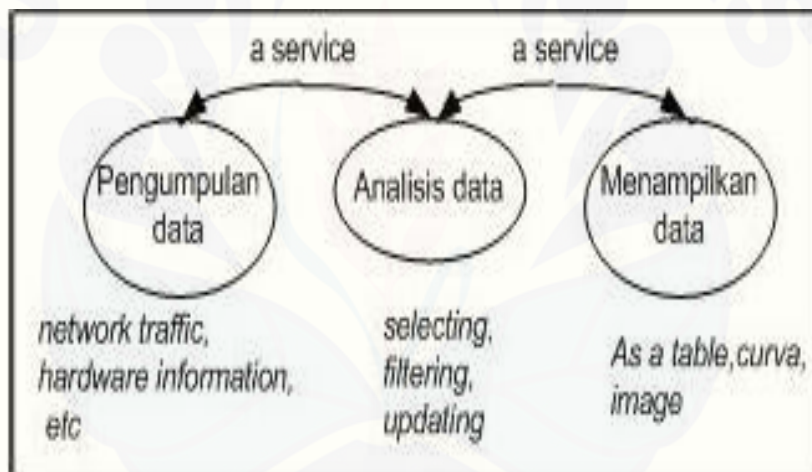 a service
a service
Pengumpulan
data
Analisis data
Menampilkan
data
network traffic,
hardware information,
etc
selecting,
filtering,
updating
As a table,curva,
image